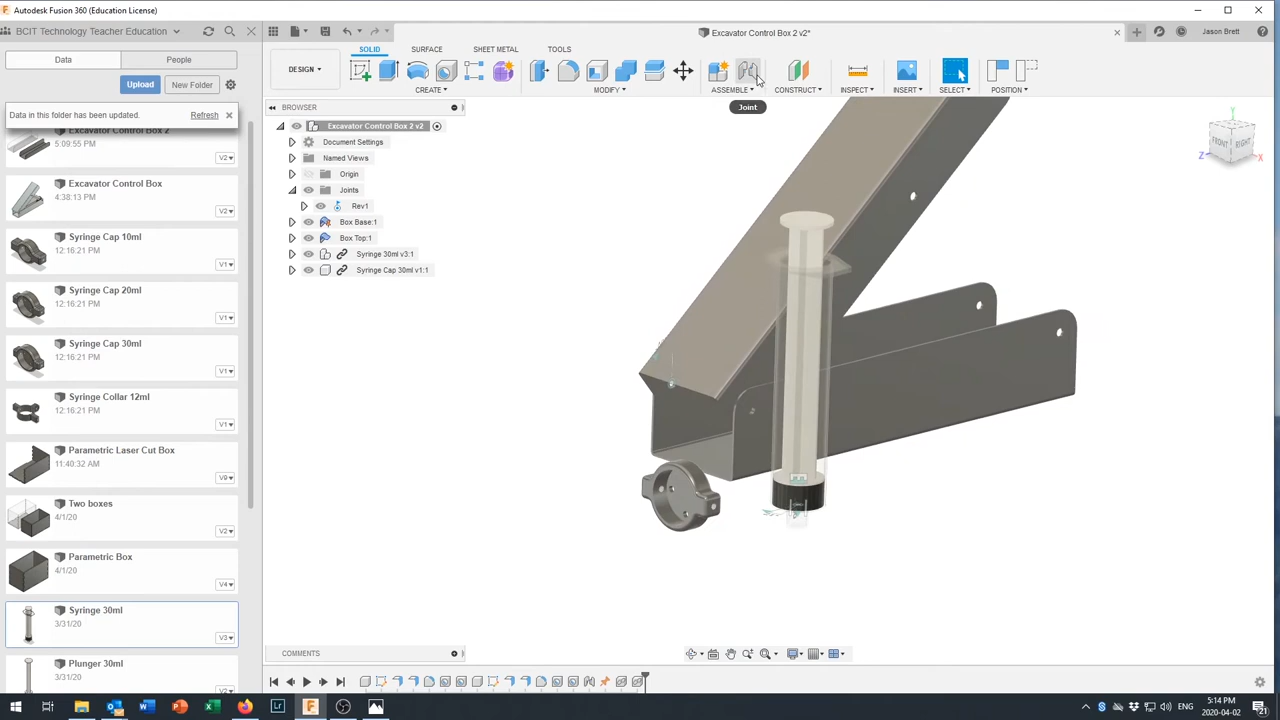 Autodesk Fusion 360 (Education License)
BCIT Technology Teacher Education
Excavator Control Box 2 v2*
Jason Brett
Data
People
SOLID
SURFACE
SHEET METAL
TOOLS
Upload
New Folder
DESIGN
CREATE
MODIFY
ASSEMBLE
CONSTRUCT
INSPECT
INSERT
SELECT
POSITION
Joint
Data in this folder has been updated.
Refresh
BROWSER
Excavator Control Box 2 v2
Document Settings
Named Views
Origin
Joints
Rev1
Box Base:1
Box Top:1
Syringe 30ml v3:1
Syringe Cap 30ml v1:1
Excavator Control Box 2
5:09:55 PM
V2
Excavator Control Box
4:38:13 PM
V2
Syringe Cap 10ml
12:16:21 PM
V1
Syringe Cap 20ml
12:16:21 PM
V1
Syringe Cap 30ml
12:16:21 PM
V1
Syringe Collar 12ml
12:16:21 PM
V1
Parametric Laser Cut Box
11:40:32 AM
V9
Two boxes
4/1/20
V2
Parametric Box
4/1/20
V4
Syringe 30ml
3/31/20
V3
Plunger 30ml
3/31/20
V2
FRONT
RIGHT
Y
Z
X
COMMENTS
ENG
5:14 PM
2020-04-02
21